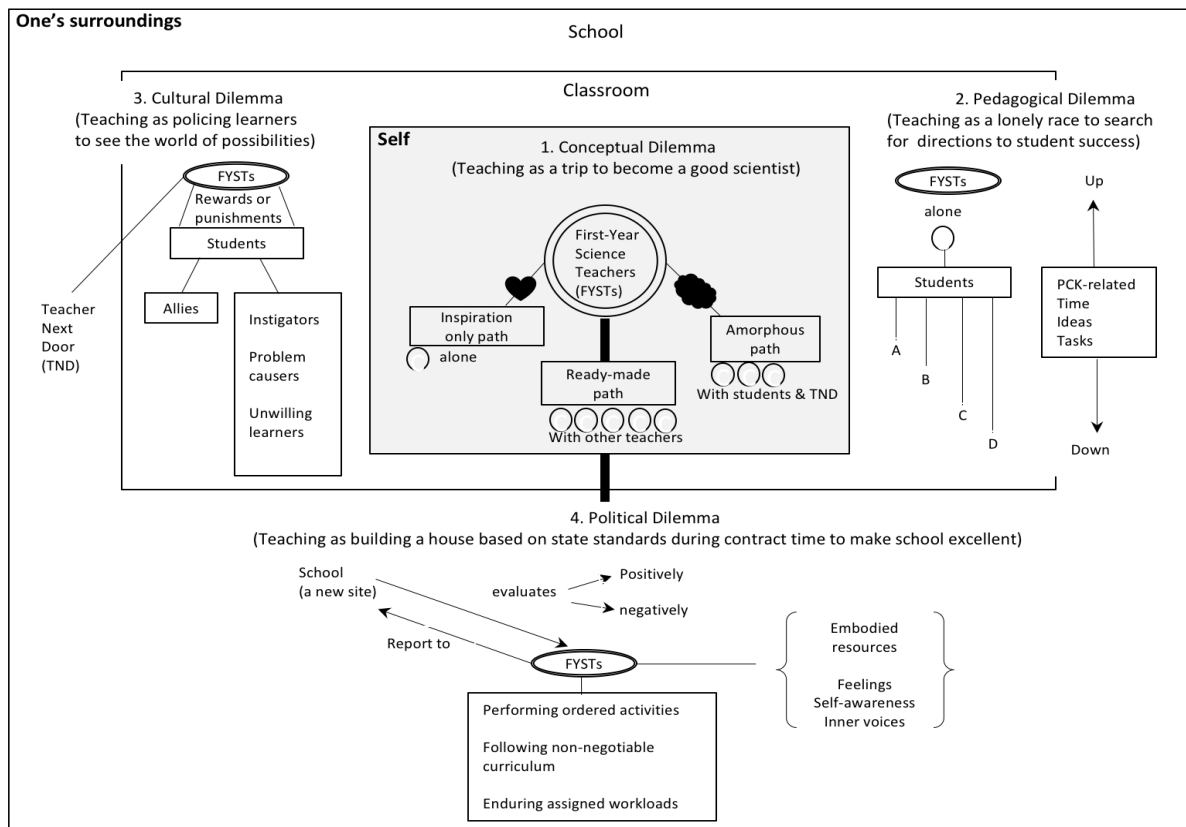 One's surroundings
School
Classroom
3. Cultural Dilemma
(Teaching as policing learners
to see the world of possibilities)
FYSTs
Rewards or
punishments
Students
Allies
Instigators
Problem
causers
Unwilling
learners
Teacher
Next
Door
(TND)
Self
1. Conceptual Dilemma
(Teaching as a trip to become a good scientist)
First-Year
Science
Teachers
(FYSTs)
Inspiration
only path
alone
Ready-made
path
With other teachers
Amorphous
path
With students & TND
2. Pedagogical Dilemma
(Teaching as a lonely race to search
for directions to student success)
FYSTs
alone
Students
A
B
C
D
Up
PCK-related
Time
Ideas
Tasks
Down
4. Political Dilemma
(Teaching as building a house based on state standards during contract time to make school excellent)
School
(a new site)
Report to
evaluates
Positively
negatively
FYSTs
Performing ordered activities
Following non-negotiable
curriculum
Enduring assigned workloads
Embodied
resources
Feelings
Self-awareness
Inner voices